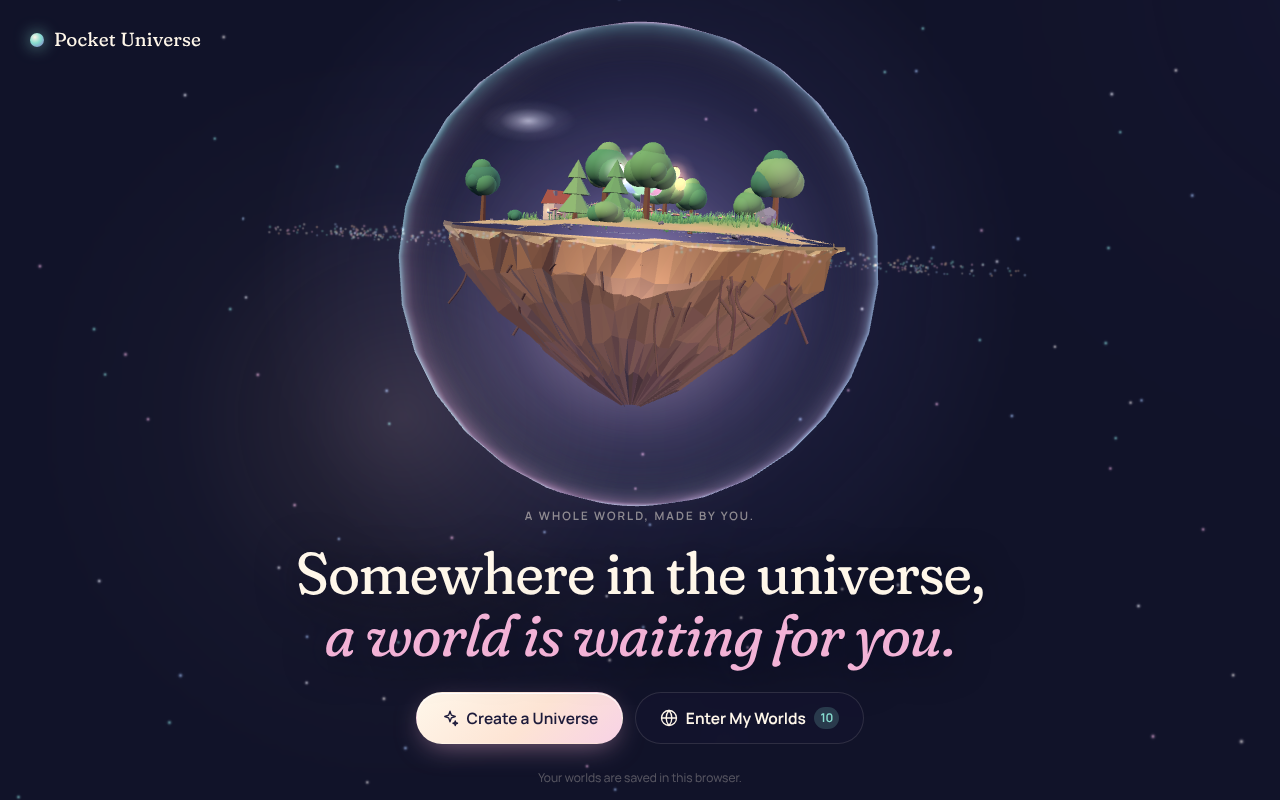 Pocket Universe
A WHOLE WORLD, MADE BY YOU.
Somewhere in the universe,
a world is waiting for you.
Create a Universe
Enter My Worlds 10
Your worlds are saved in this browser.